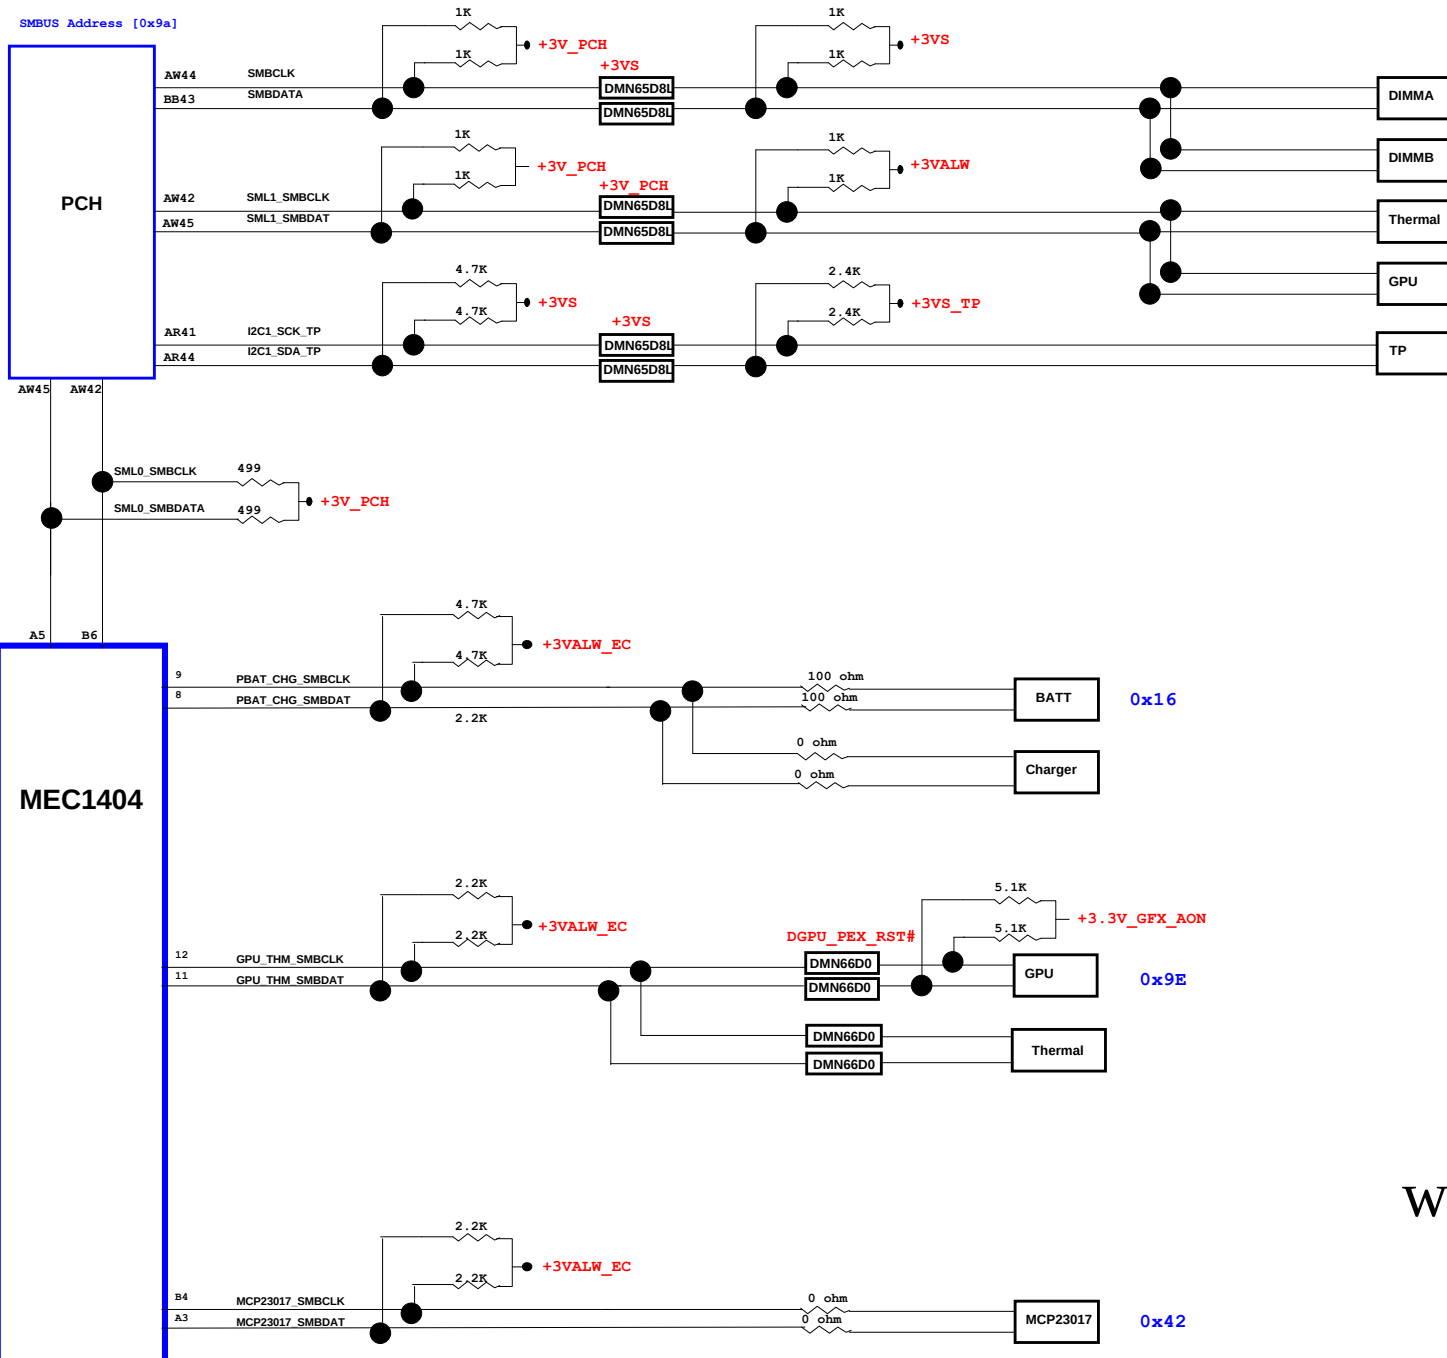 SMBUS Address [0x9a]
1K
1K
+3V_PCH
+3VS
1K
1K
+3VS
AW44
SMBCLK
DMN65D8L
DIMMA
BB43
SMBDATA
DMN65D8L
1K
1K
+3V_PCH
+3V_PCH
1K
1K
+3VALW
DIMMB
PCH
AW42
SML1_SMBCLK
DMN65D8L
Thermal
AW45
SML1_SMBDAT
DMN65D8L
4.7K
4.7K
+3VS
+3VS
2.4K
2.4K
+3VS_TP
GPU
AR41
I2C1_SCK_TP
DMN65D8L
TP
AR44
I2C1_SDA_TP
DMN65D8L
AW45
AW42
SML0_SMBCLK
499
+3V_PCH
SML0_SMBDATA
499
A5
B6
4.7K
4.7K
+3VALW_EC
9
PBAT_CHG_SMBCLK
100 ohm
BATT
0x16
8
PBAT_CHG_SMBDAT
100 ohm
2.2K
0 ohm
Charger
0 ohm
MEC1404
2.2K
2.2K
+3VALW_EC
DGPU_PEX_RST#
5.1K
5.1K
+3.3V_GFX_AON
12
GPU_THM_SMBCLK
DMN66D0
GPU
0x9E
11
GPU_THM_SMBDAT
DMN66D0
DMN66D0
Thermal
DMN66D0
w
2.2K
2.2K
+3VALW_EC
B4
MCP23017_SMBCLK
0 ohm
MCP23017
0x42
A3
MCP23017_SMBDAT
0 ohm